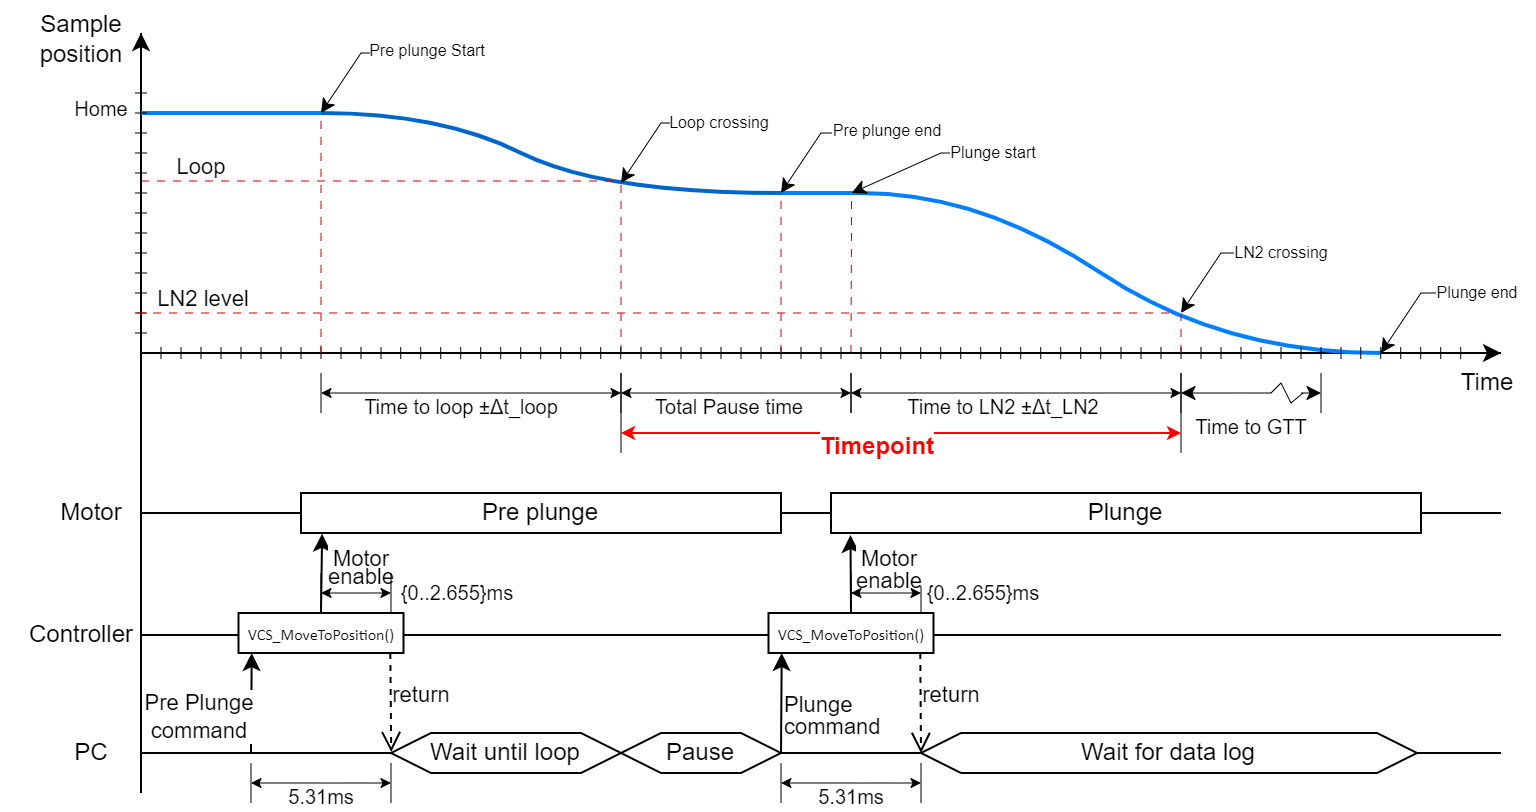 Sample
position
Pre plunge Start
Home
Loop crossing
Pre plunge end
Plunge start
Loop
LN2 crossing
LN2 level
Plunge end
Time
Time to loop ±Δt_loop
Total Pause time
Time to LN2 ±Δt_LN2
Time to GTT
Timepoint
Motor
Pre plunge
Plunge
Motor
enable
{0..2.655}ms
Motor
enable
{0..2.655}ms
Controller
VCS_MoveToPosition()
VCS_MoveToPosition()
Pre Plunge
command
return
Plunge
command
return
PC
Wait until loop
Pause
Wait for data log
5.31ms
5.31ms